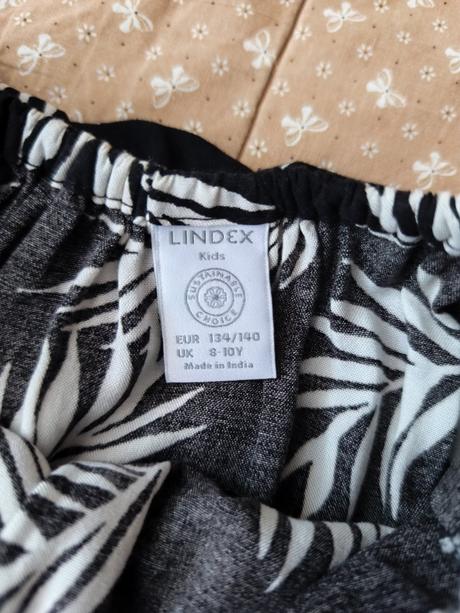 LINDEX
Kids
SUSTAINABLE
CHOICE
EUR 134/140
UK 8-10Y
Made in India